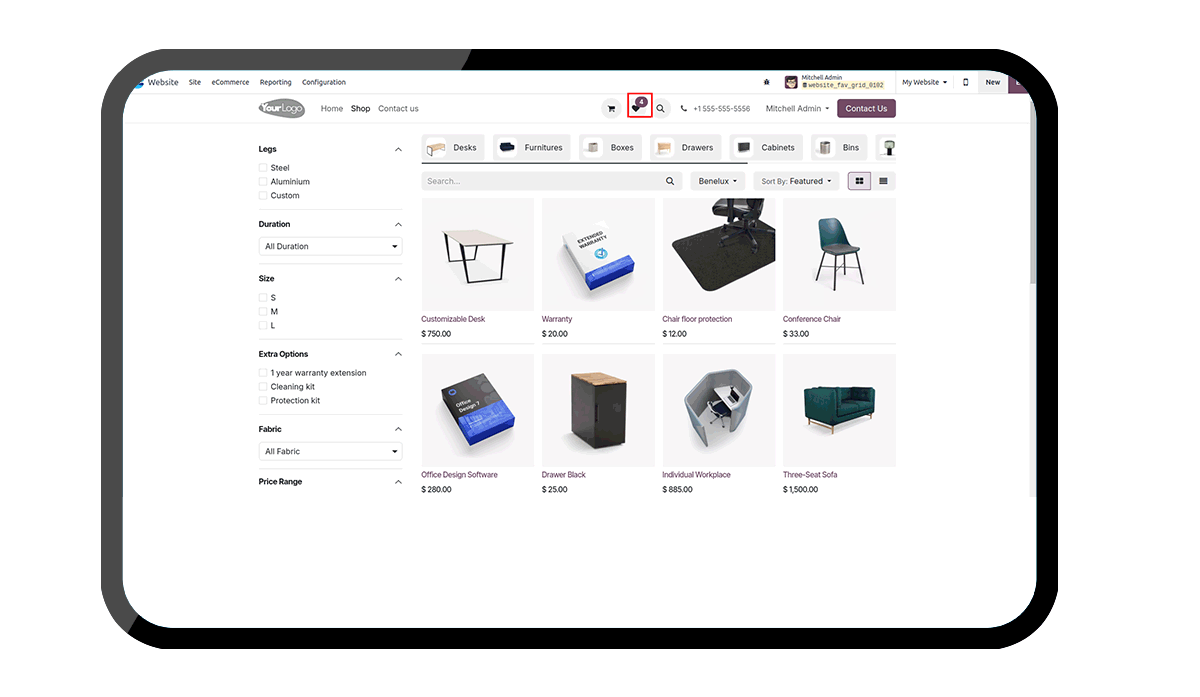 Website Site eCommerce Reporting Configuration
Mitchell Admin
website_fav_grid_0102
My Website
New
YourLogo
Home Shop Contact us
4
+1 555-555-5556
Mitchell Admin
Contact Us
Legs
Steel
Aluminium
Custom
Duration
All Duration
Size
S
M
L
Extra Options
1 year warranty extension
Cleaning kit
Protection kit
Fabric
All Fabric
Price Range
Desks Furnitures Boxes Drawers Cabinets Bins
Search...
Benelux
Sort By: Featured
EXTENDED
WARRANTY
Customizable Desk
$ 750.00
Warranty
$ 20.00
Chair floor protection
$ 12.00
Conference Chair
$ 33.00
Office
Design 7
Office Design Software
$ 280.00
Drawer Black
$ 25.00
Individual Workplace
$ 885.00
Three-Seat Sofa
$ 1,500.00